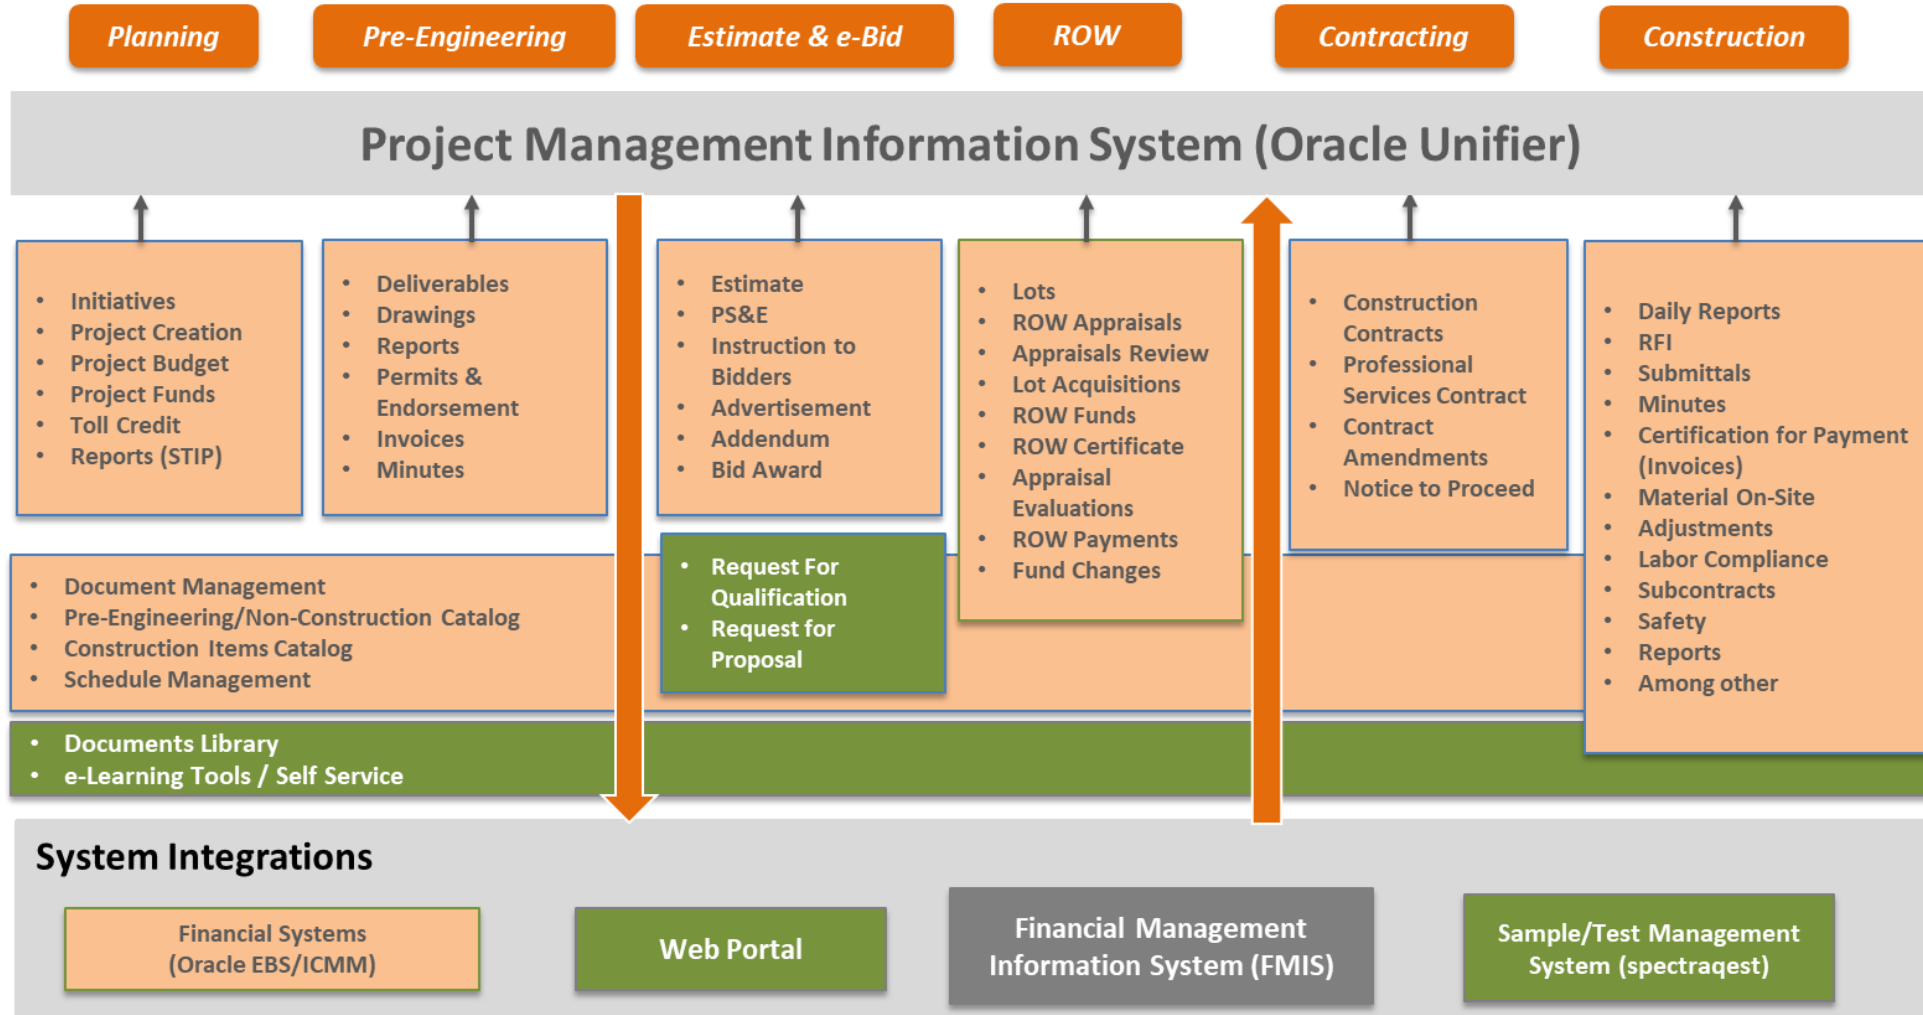 Planning
Pre-Engineering
Estimate & e-Bid
ROW
Contracting
Construction
Project Management Information System (Oracle Unifier)
• Initiatives
• Project Creation
• Project Budget
• Project Funds
• Toll Credit
• Reports (STIP)
• Deliverables
• Drawings
• Reports
• Permits &
Endorsement
• Invoices
• Minutes
• Estimate
• PS&E
• Instruction to
Bidders
• Advertisement
• Addendum
• Bid Award
• Request For
Qualification
• Request for
Proposal
• Lots
• ROW Appraisals
• Appraisals Review
• Lot Acquisitions
• ROW Funds
• ROW Certificate
• Appraisal
Evaluations
• ROW Payments
• Fund Changes
• Construction
Contracts
• Professional
Services Contract
• Contract
Amendments
• Notice to Proceed
• Daily Reports
• RFI
• Submittals
• Minutes
• Certification for Payment
(Invoices)
• Material On-Site
• Adjustments
• Labor Compliance
• Subcontracts
• Safety
• Reports
• Among other
• Document Management
• Pre-Engineering/Non-Construction Catalog
• Construction Items Catalog
• Schedule Management
• Documents Library
• e-Learning Tools / Self Service
System Integrations
Financial Systems
(Oracle EBS/ICMM)
Web Portal
Financial Management
Information System (FMIS)
Sample/Test Management
System (spectraqest)